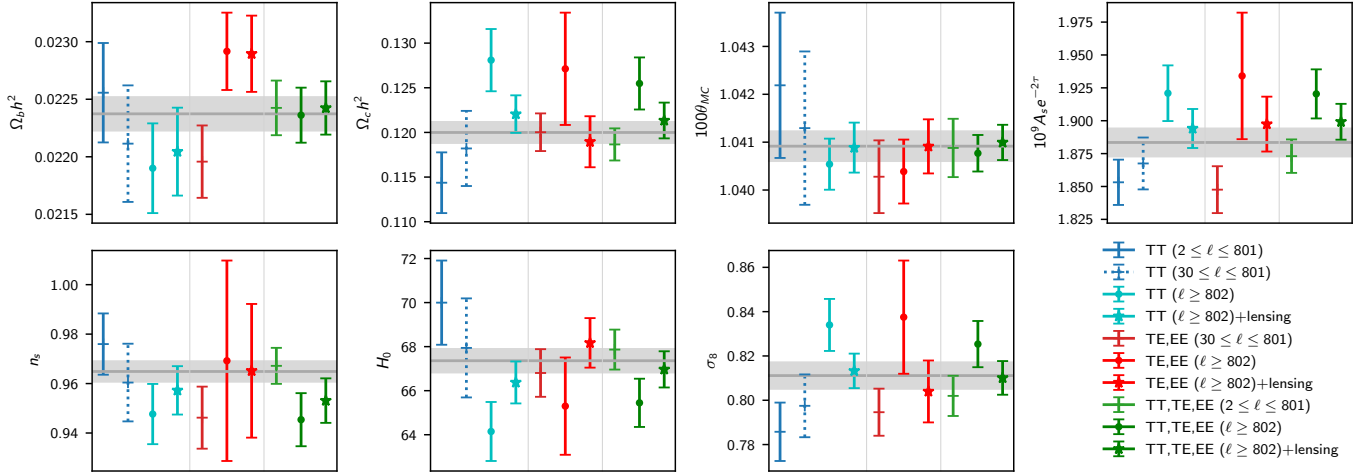 0.0230
0.0225
0.0220
0.0215
Ω_b h²
0.130
0.125
0.120
0.115
0.110
Ω_c h²
1.043
1.042
1.041
1.040
100θ_MC
1.975
1.950
1.925
1.900
1.875
1.850
1.825
10⁹ A_s e^{−2τ}
1.00
0.98
0.96
0.94
n_s
72
70
68
66
64
H_0
0.86
0.84
0.82
0.80
0.78
σ_8
TT (2 ≤ ℓ ≤ 801)
TT (30 ≤ ℓ ≤ 801)
TT (ℓ ≥ 802)
TT (ℓ ≥ 802)+lensing
TE,EE (30 ≤ ℓ ≤ 801)
TE,EE (ℓ ≥ 802)
TE,EE (ℓ ≥ 802)+lensing
TT,TE,EE (2 ≤ ℓ ≤ 801)
TT,TE,EE (ℓ ≥ 802)
TT,TE,EE (ℓ ≥ 802)+lensing